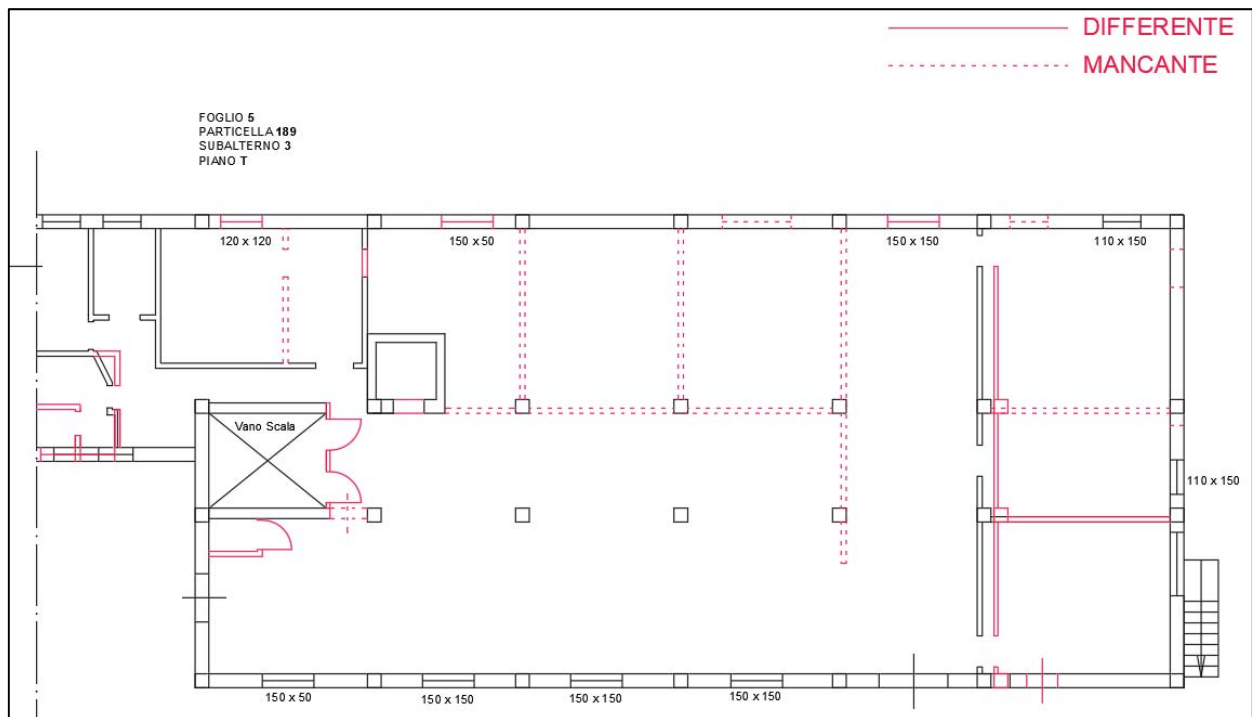 DIFFERENTE
MANCANTE
FOGLIO 5
PARTICELLA 189
SUBALTERNO 3
PIANO T
120 x 120
150 x 50
150 x 150
110 x 150
Vano Scala
110 x 150
150 x 50
150 x 150
150 x 150
150 x 150